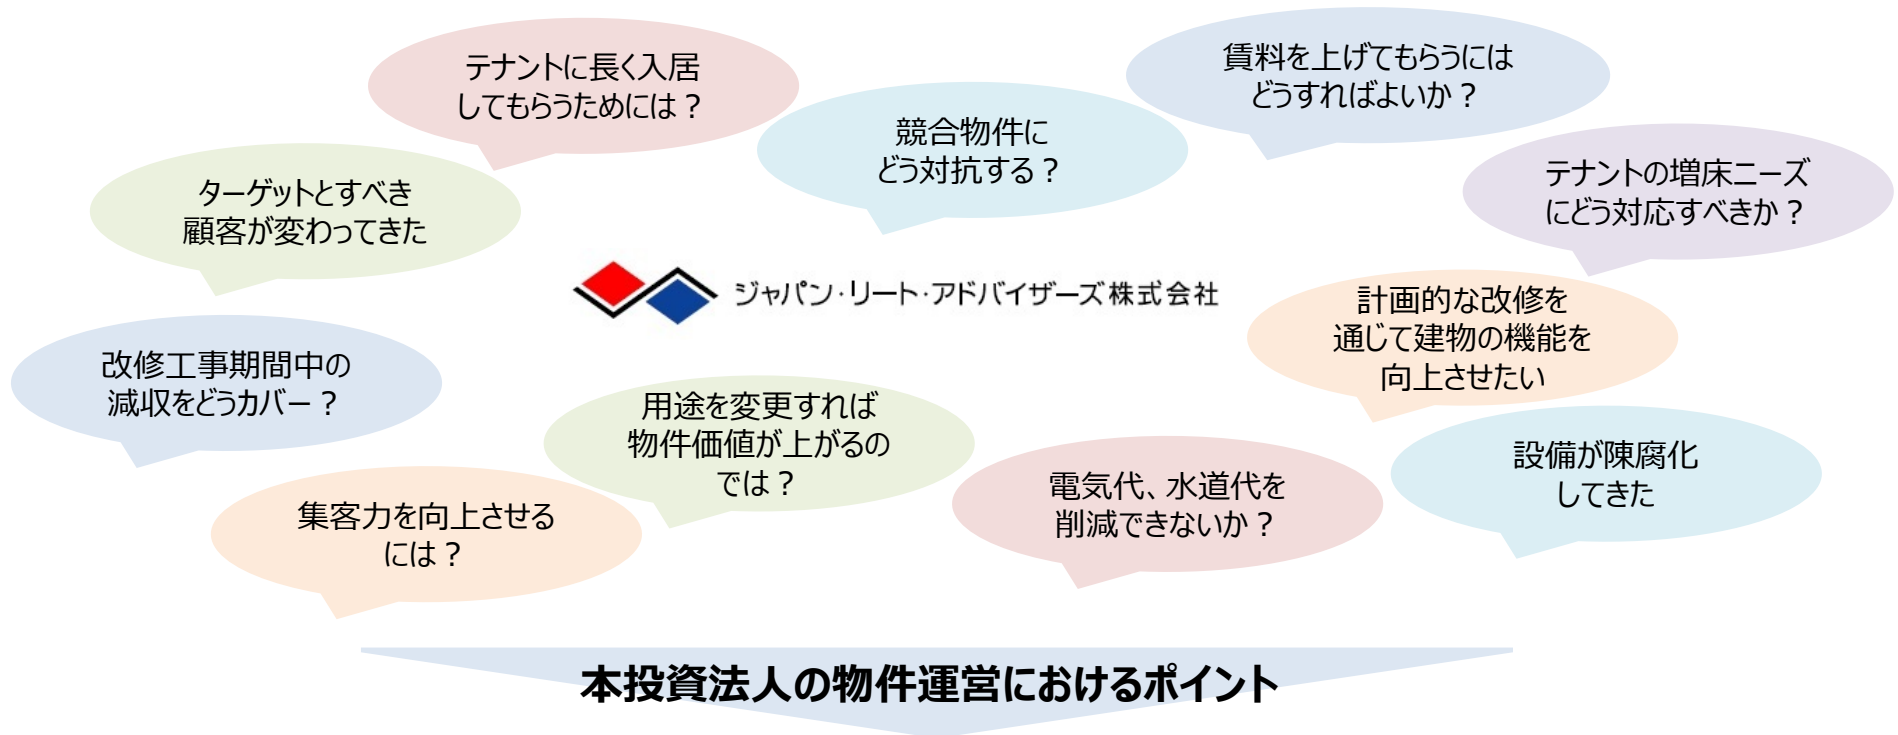 テナントに長く入居
してもらうためには？
賃料を上げてもらうには
どうすればよいか？
競合物件に
どう対抗する？
ターゲットとすべき
顧客が変わってきた
テナントの増床ニーズ
にどう対応すべきか？
ジャパン・リート・アドバイザーズ株式会社
計画的な改修を
通じて建物の機能を
向上させたい
改修工事期間中の
減収をどうカバー？
用途を変更すれば
物件価値が上がるの
では？
設備が陳腐化
してきた
電気代、水道代を
削減できないか？
集客力を向上させる
には？
本投資法人の物件運営におけるポイント